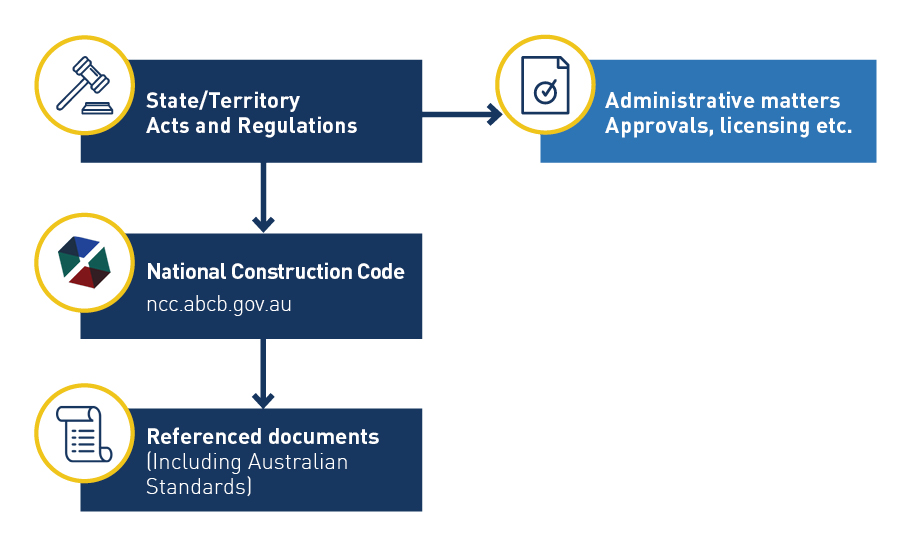 State/Territory
Acts and Regulations
Administrative matters
Approvals, licensing etc.
National Construction Code
ncc.abcb.gov.au
Referenced documents
(Including Australian
Standards)